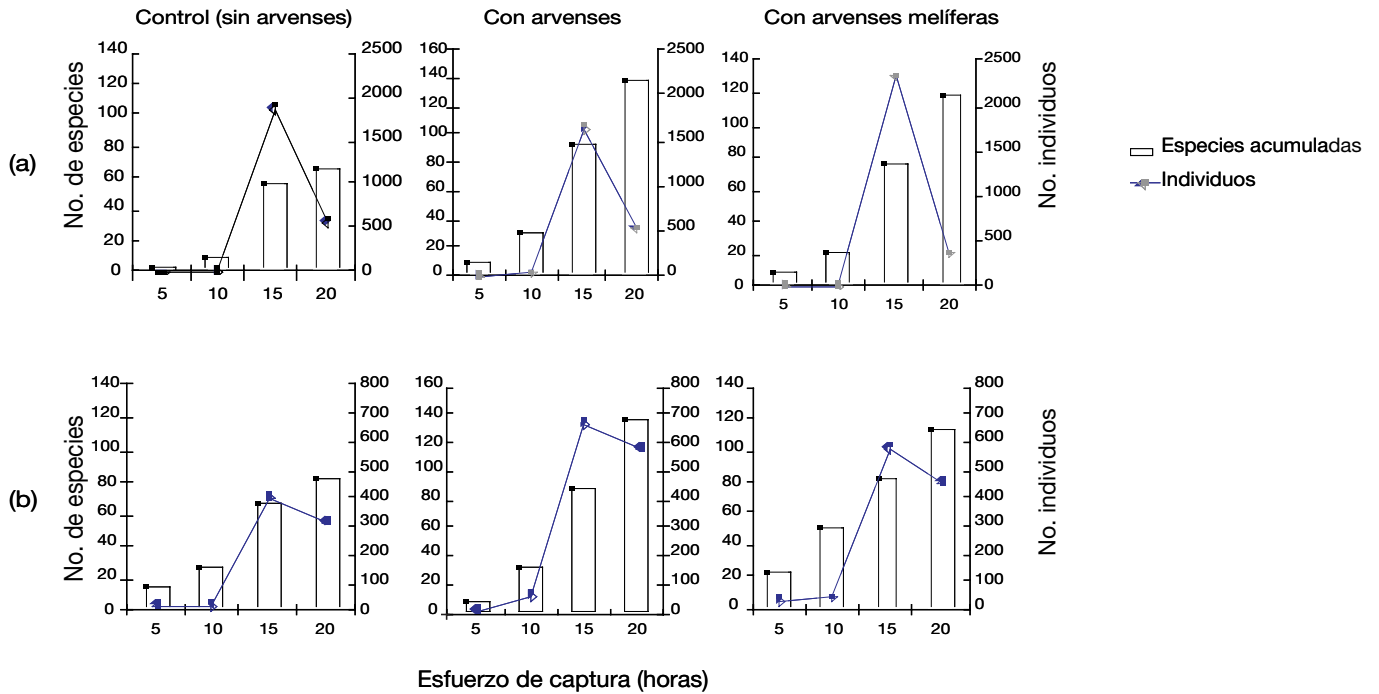 Control (sin arvenses) Con arvenses Con arvenses melíferas
(a)
No. de especies
140 120 100 80 60 40 20 0
5 10 15 20
2500 2000 1500 1000 500 0
160 140 120 100 80 60 40 20 0
5 10 15 20
2500 2000 1500 1000 500 0
140 120 100 80 60 40 20 0
5 10 15 20
2500 2000 1500 1000 500 0
No. individuos
Especies acumuladas
Individuos
(b)
No. de especies
140 120 100 80 60 40 20 0
5 10 15 20
800 700 600 500 400 300 200 100 0
160 140 120 100 80 60 40 20 0
5 10 15 20
800 700 600 500 400 300 200 100 0
140 120 100 80 60 40 20 0
5 10 15 20
800 700 600 500 400 300 200 100 0
No. individuos
Esfuerzo de captura (horas)